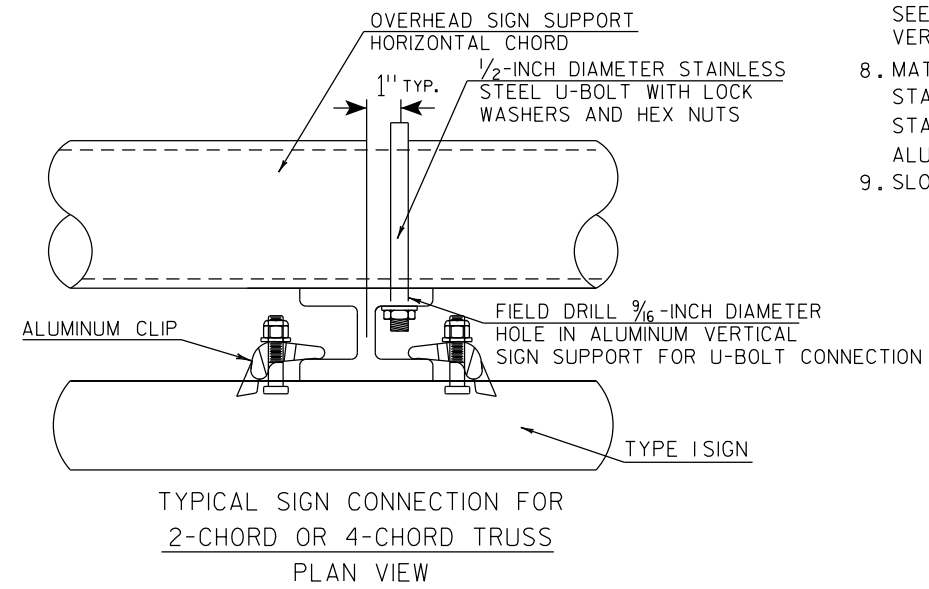 OVERHEAD SIGN SUPPORT
HORIZONTAL CHORD
1" TYP.
1/2-INCH DIAMETER STAINLESS
STEEL U-BOLT WITH LOCK
WASHERS AND HEX NUTS
SEE
VER
8. MAT
STA
STA
ALU
9. SLO
ALUMINUM CLIP
FIELD DRILL 9/16-INCH DIAMETER
HOLE IN ALUMINUM VERTICAL
SIGN SUPPORT FOR U-BOLT CONNECTION
TYPE I SIGN
TYPICAL SIGN CONNECTION FOR
2-CHORD OR 4-CHORD TRUSS
PLAN VIEW